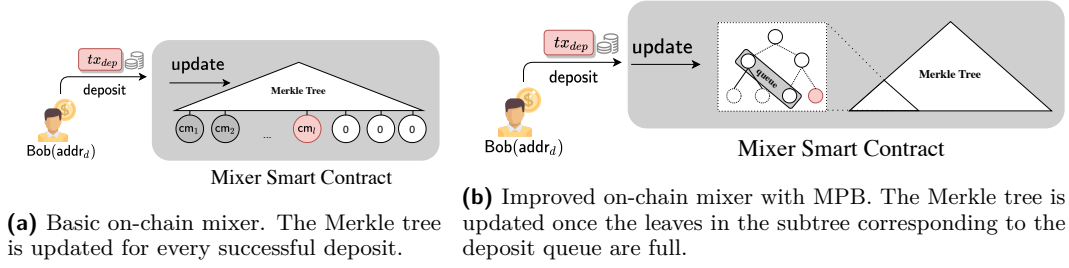 tx_dep
deposit
Bob(addr_d)
update
Merkle Tree
cm_1
cm_2
...
cm_l
0
0
0
Mixer Smart Contract
(a) Basic on-chain mixer. The Merkle tree
is updated for every successful deposit.
tx_dep
deposit
Bob(addr_d)
update
queue
Merkle Tree
Mixer Smart Contract
(b) Improved on-chain mixer with MPB. The Merkle tree is
updated once the leaves in the subtree corresponding to the
deposit queue are full.